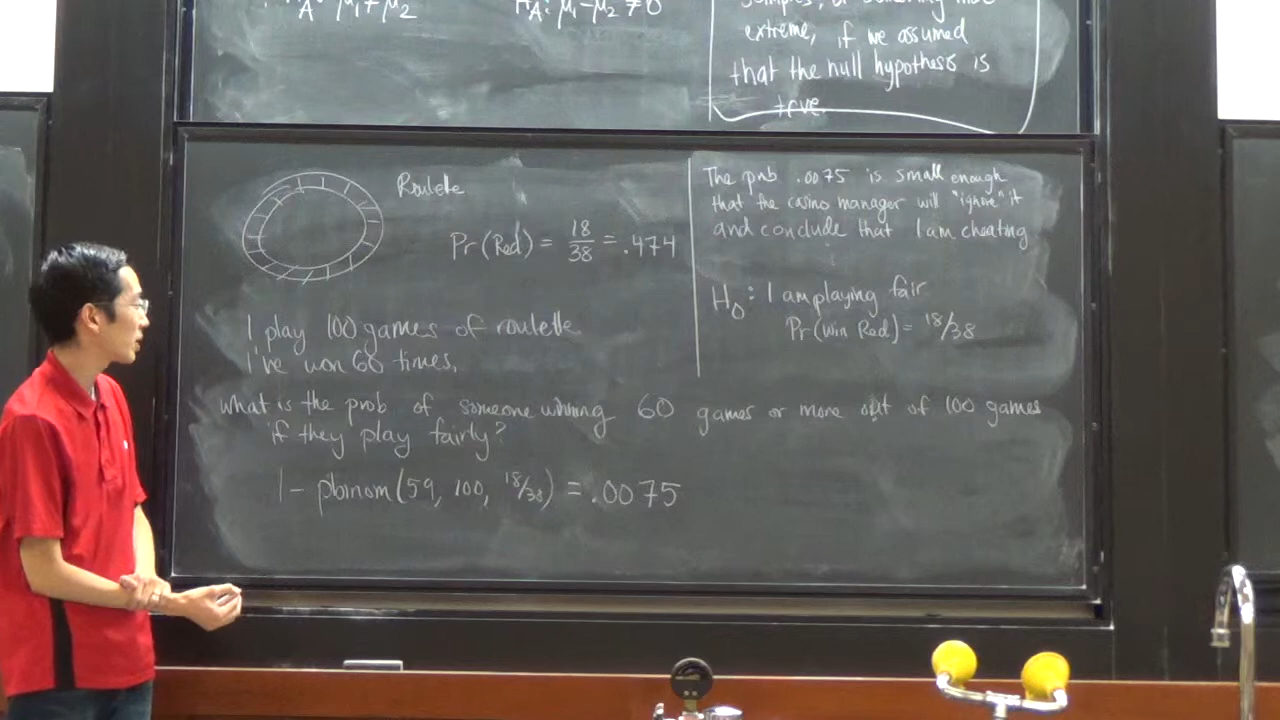 H_A: μ₁ ≠ μ₂
H_A: μ₁ - μ₂ ≠ 0
extreme, if we assumed
that the null hypothesis is
true.
Roulette
Pr(Red) = 18/38 = .474
I play 100 games of roulette
I've won 60 times.
What is the prob of someone winning 60 games or more out of 100 games
if they play fairly?
1 - pbinom(59, 100, 18/38) = .0075
The prob .0075 is small enough
that the casino manager will "ignore" it
and conclude that I am cheating
H₀: I am playing fair
Pr(win Red) = 18/38